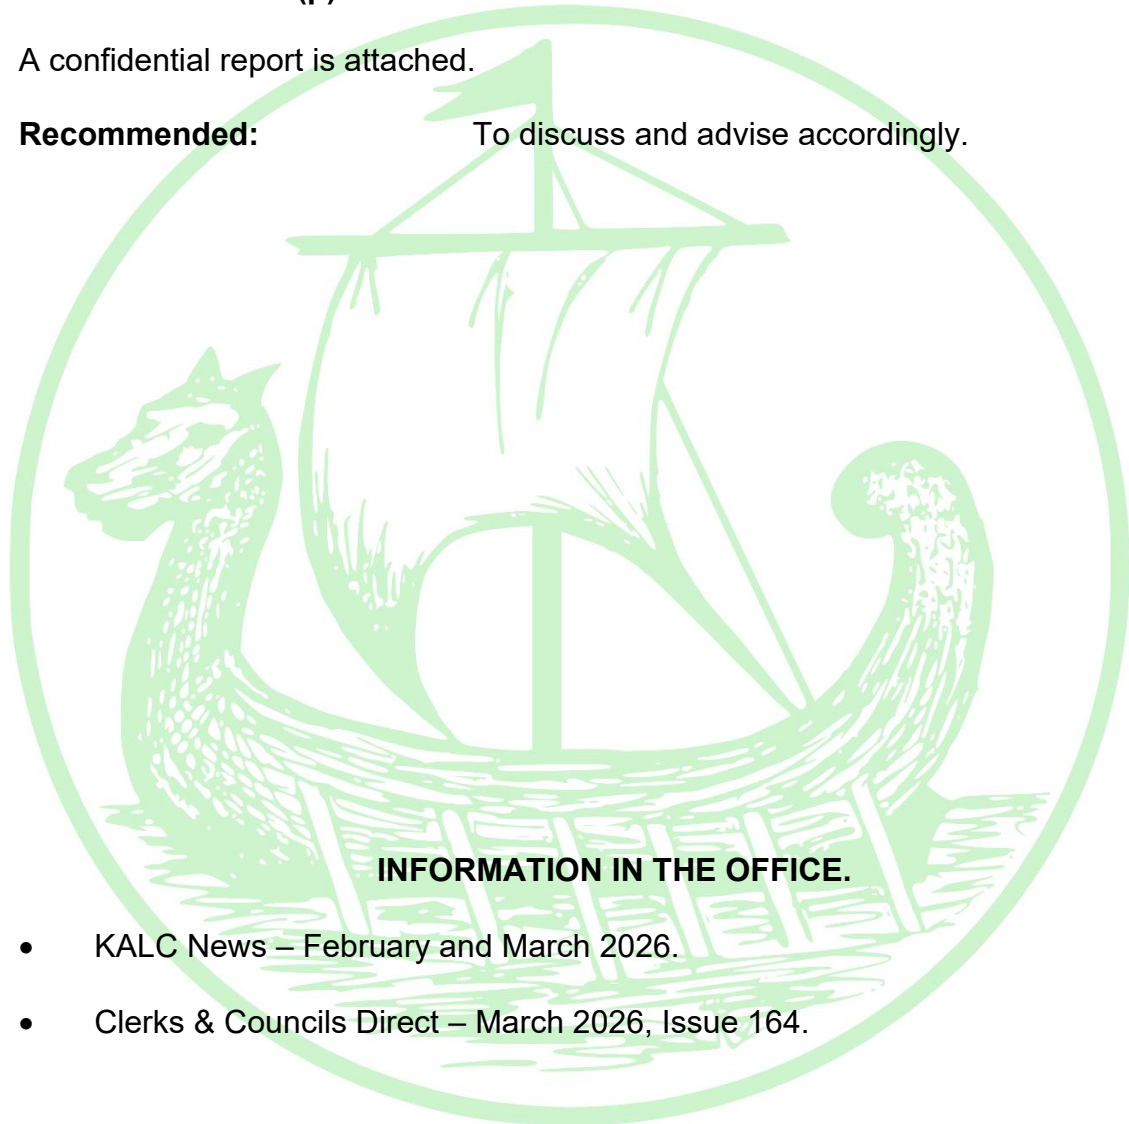 A confidential report is attached.
Recommended: To discuss and advise accordingly.
INFORMATION IN THE OFFICE.
• KALC News – February and March 2026.
• Clerks & Councils Direct – March 2026, Issue 164.